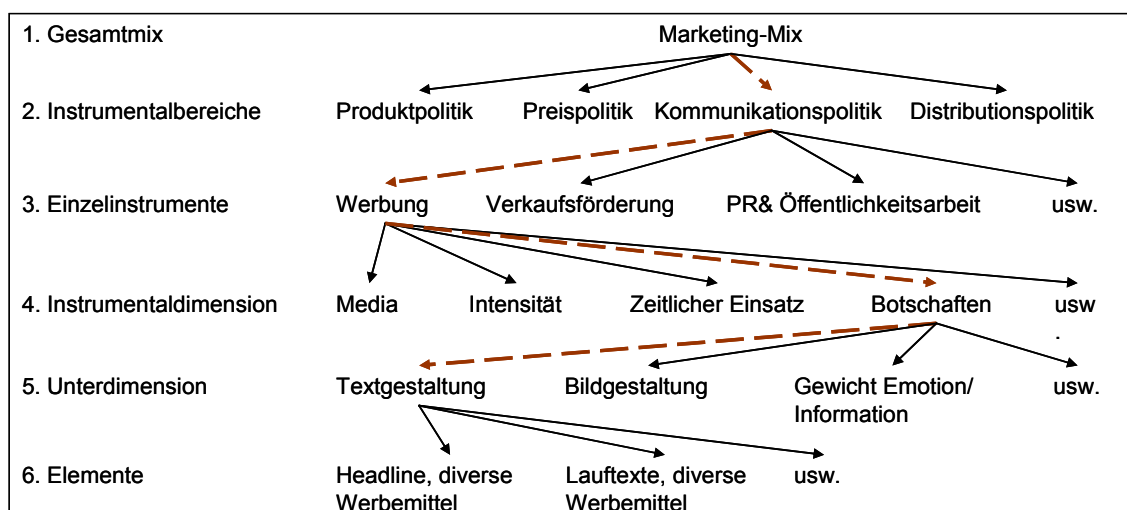 1. Gesamtmix Marketing-Mix
2. Instrumentalbereiche Produktpolitik Preispolitik Kommunikationspolitik Distributionspolitik
3. Einzelinstrumente Werbung Verkaufsförderung PR& Öffentlichkeitsarbeit usw.
4. Instrumentaldimension Media Intensität Zeitlicher Einsatz Botschaften usw
.
5. Unterdimension Textgestaltung Bildgestaltung Gewicht Emotion/ usw.
Information
6. Elemente Headline, diverse Lauftexte, diverse usw.
Werbemittel Werbemittel